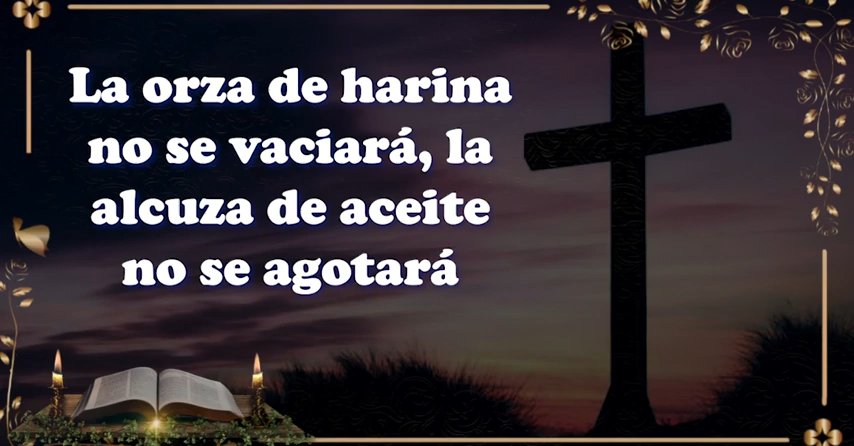 La orza de harina
no se vaciará, la
alcuza de aceite
no se agotará